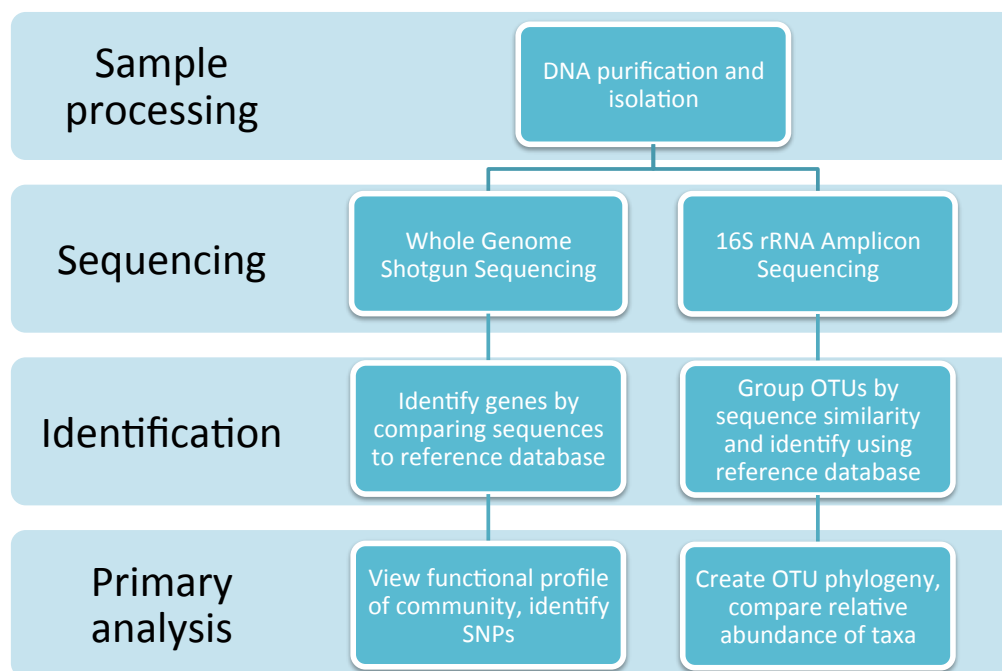 Sample
processing
DNA purification and
isolation
Sequencing
Whole Genome
Shotgun Sequencing
16S rRNA Amplicon
Sequencing
Identification
Identify genes by
comparing sequences
to reference database
Group OTUs by
sequence similarity
and identify using
reference database
Primary
analysis
View functional profile
of community, identify
SNPs
Create OTU phylogeny,
compare relative
abundance of taxa